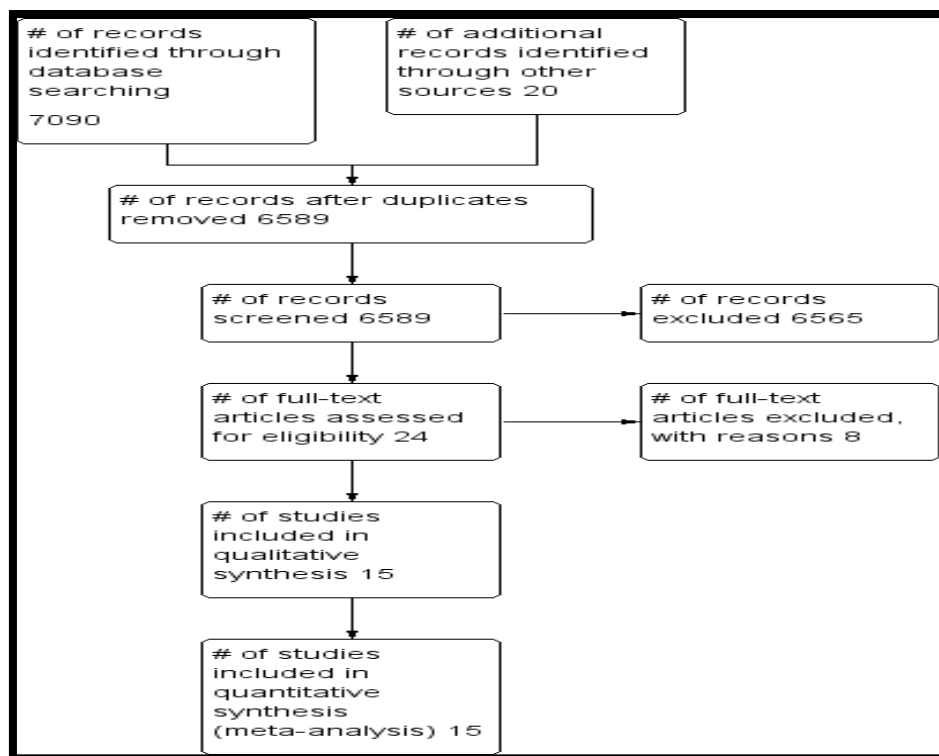 # of records
identified through
database
searching
7090
# of additional
records identified
through other
sources 20
# of records after duplicates
removed 6589
# of records
screened 6589
# of records
excluded 6565
# of full-text
articles assessed
for eligibility 24
# of full-text
articles excluded,
with reasons 8
# of studies
included in
qualitative
synthesis 15
# of studies
included in
quantitative
synthesis
(meta-analysis) 15